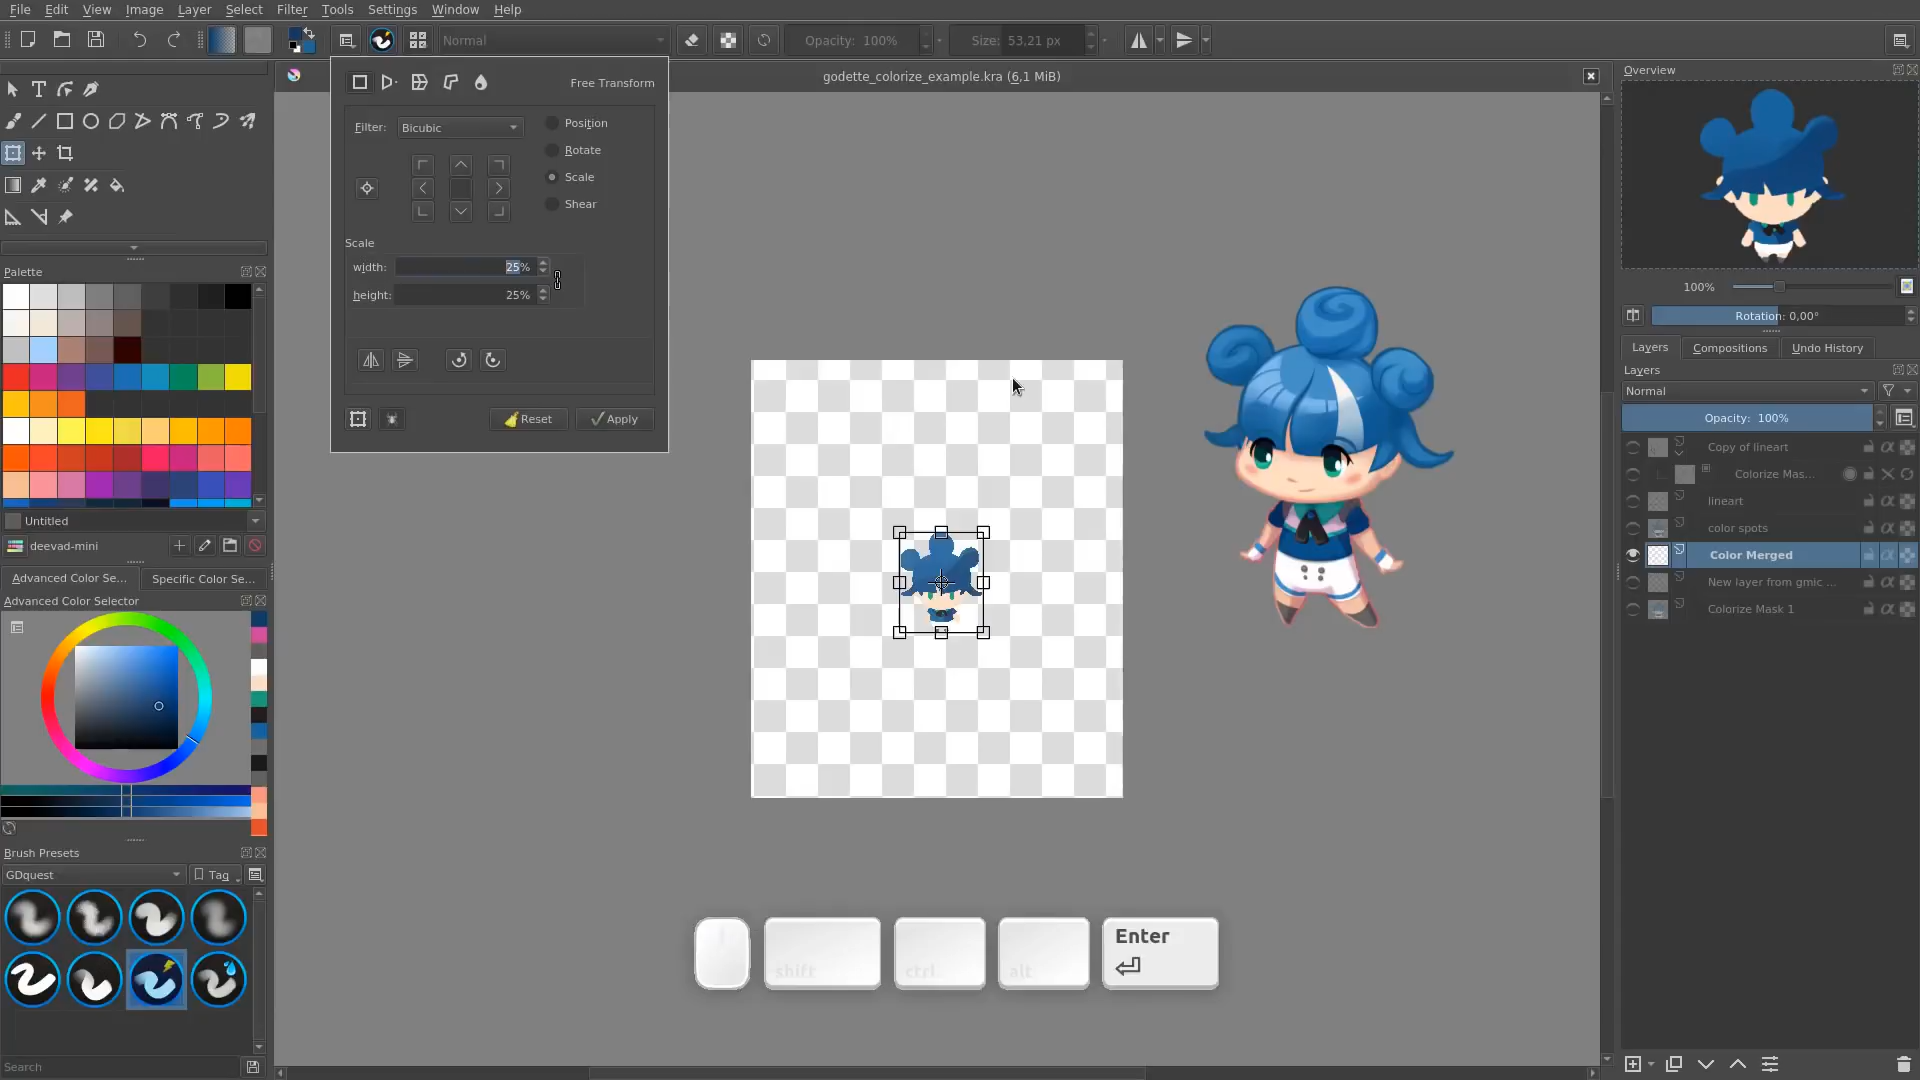 File Edit View Image Layer Select Filter Tools Settings Window Help
Normal
Opacity: 100%
Size: 53,21 px
godette_colorize_example.kra (6,1 MiB)
Free Transform
Filter: Bicubic
Position
Rotate
Scale
Shear
Scale
width: 25%
height: 25%
Reset
Apply
Palette
Untitled
deevad-mini
Advanced Color Se...
Specific Color Se...
Advanced Color Selector
Brush Presets
GDquest
Tag
Search
shift
ctrl
alt
Enter
Overview
100%
Rotation: 0,00°
Layers
Compositions
Undo History
Layers
Normal
Opacity: 100%
Copy of lineart
Colorize Mas...
lineart
color spots
Color Merged
New layer from gmic ...
Colorize Mask 1